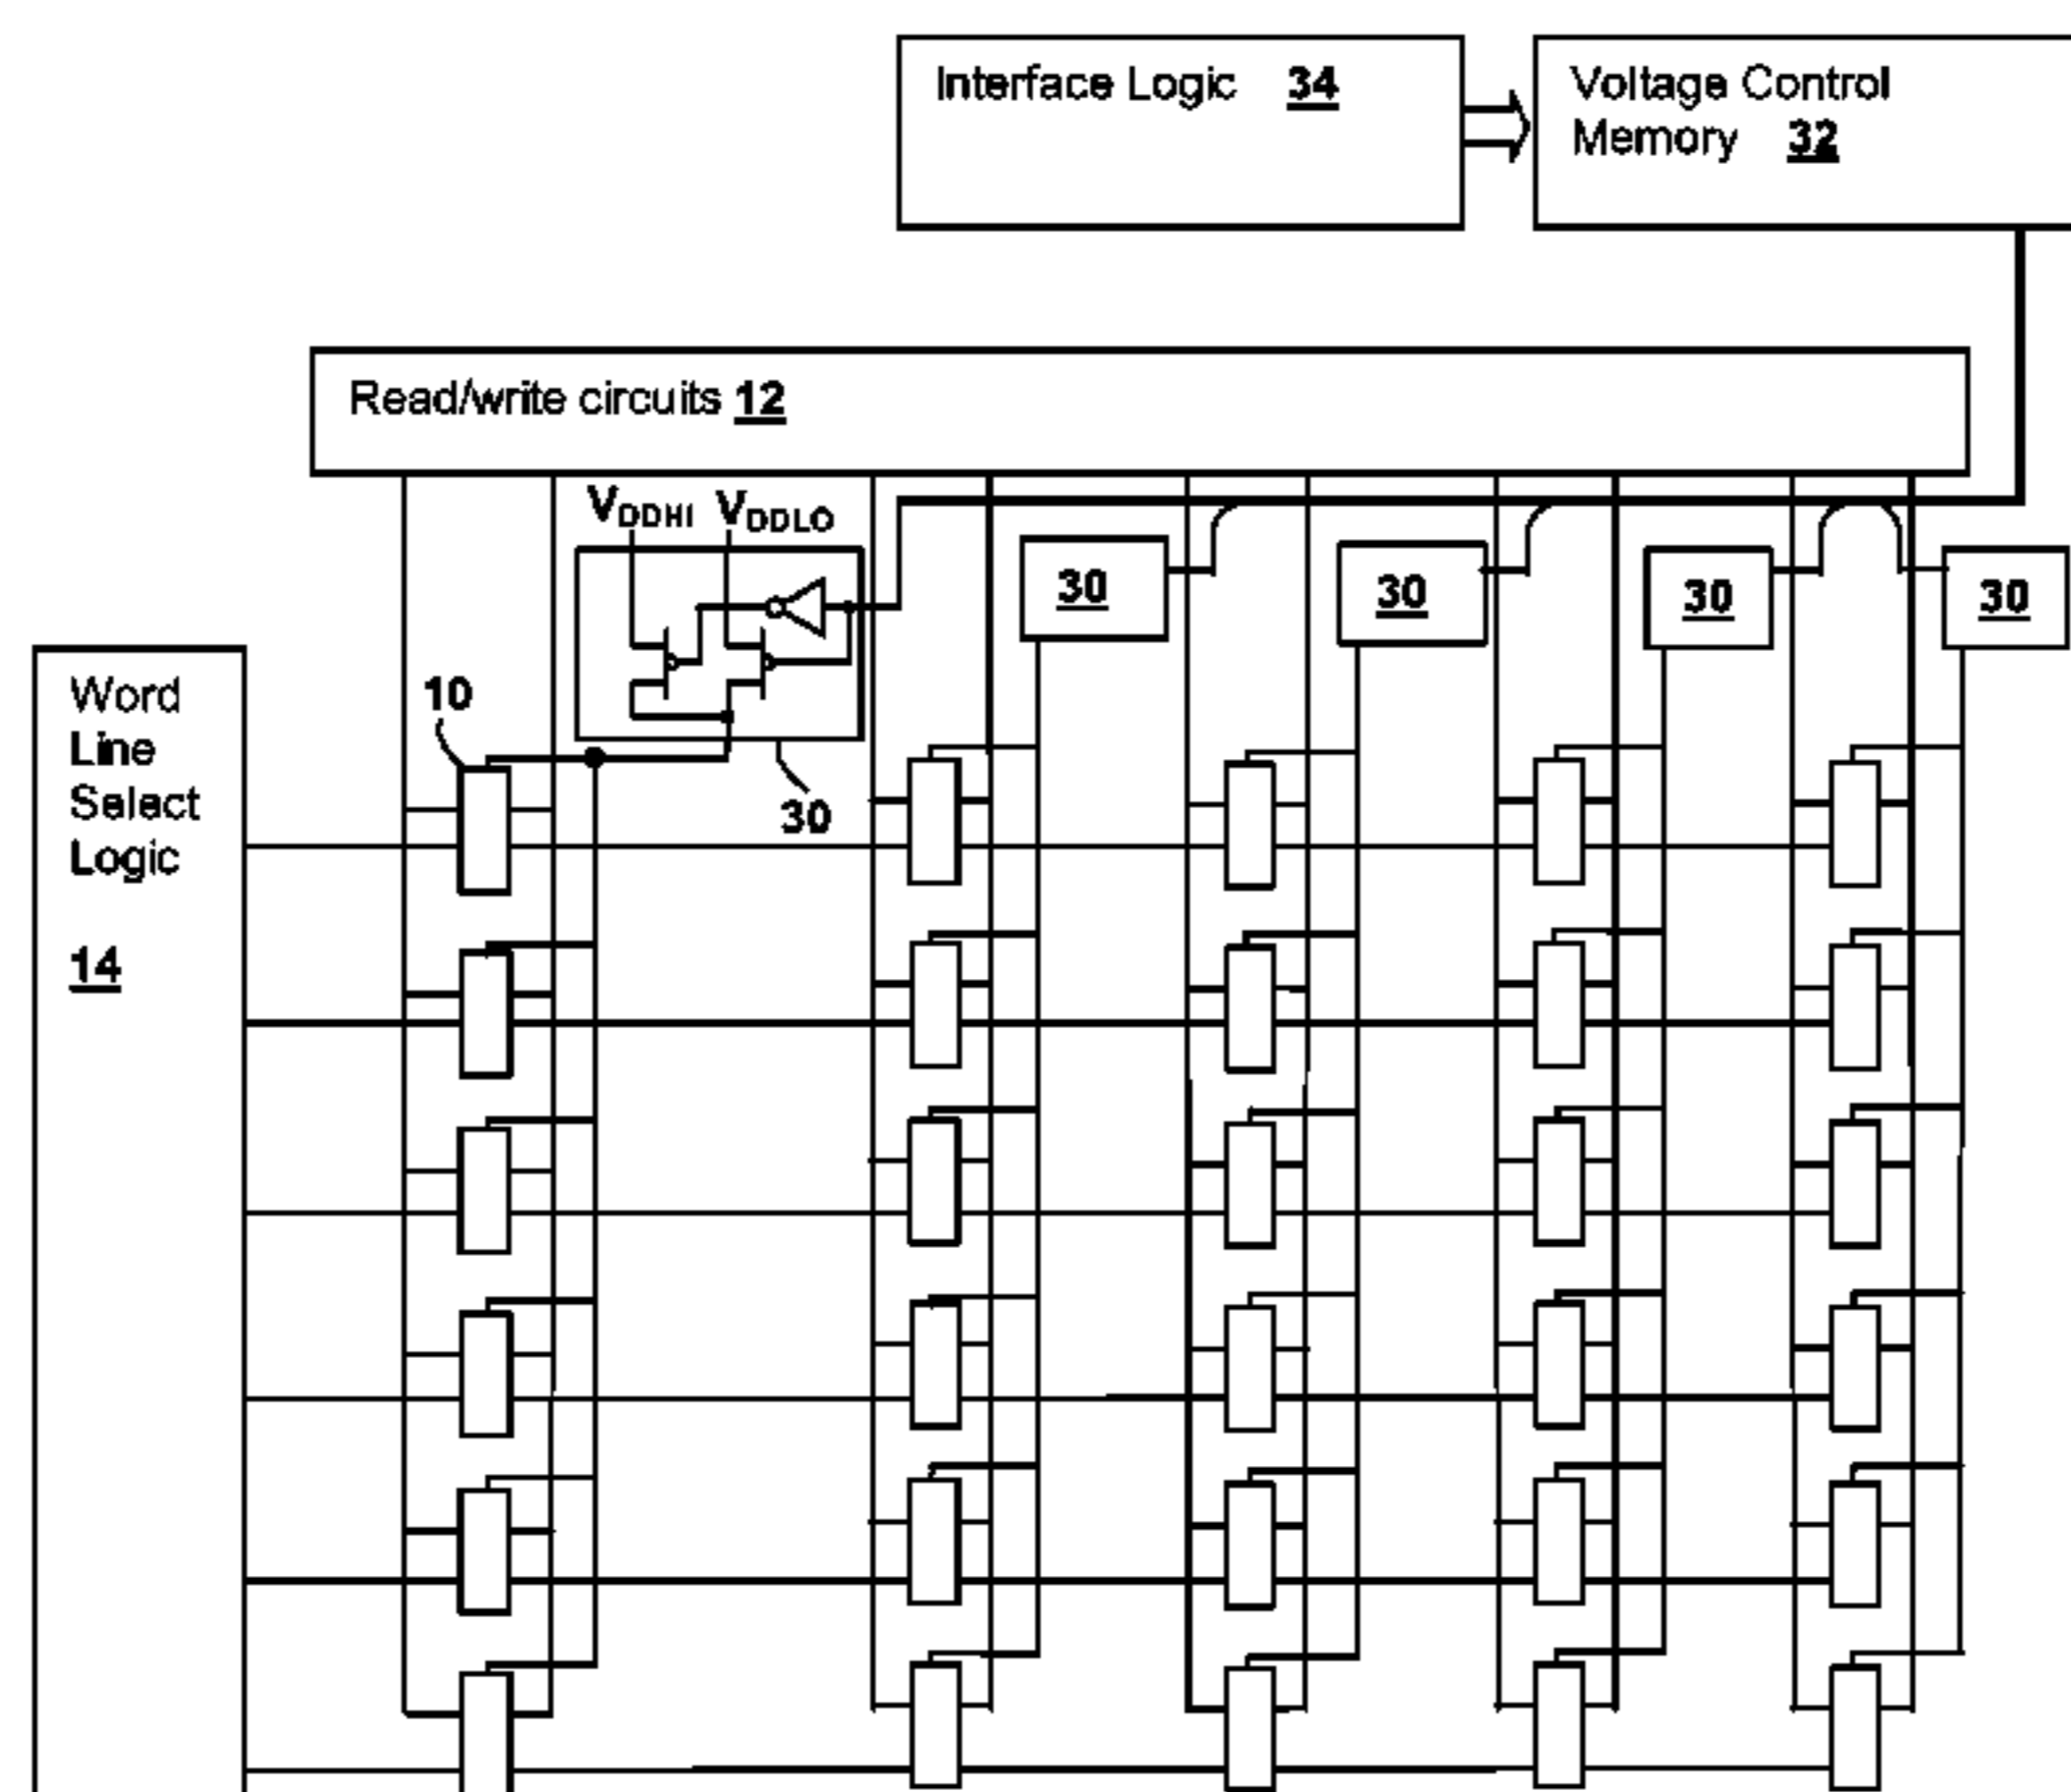 Interface Logic 34
Voltage Control
Memory 32
Read/write circuits 12
VDDHI VDDLO
30
30
30
30
Word
Line
Select
Logic
14
10
30